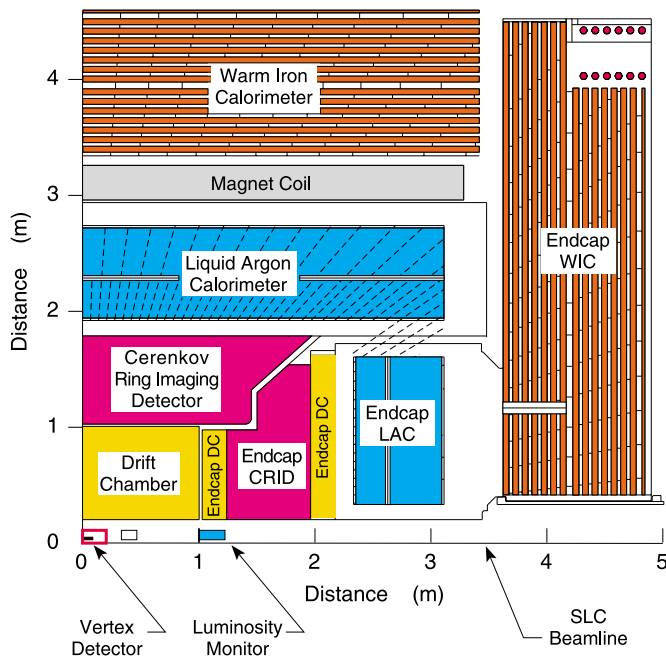 4
3
2
1
0
Distance (m)
Warm Iron
Calorimeter
Magnet Coil
Liquid Argon
Calorimeter
Cerenkov
Ring Imaging
Detector
Drift
Chamber
Endcap DC
Endcap
CRID
Endcap DC
Endcap
LAC
Endcap
WIC
0
1
2
3
4
5
Distance (m)
Vertex
Detector
Luminosity
Monitor
SLC
Beamline